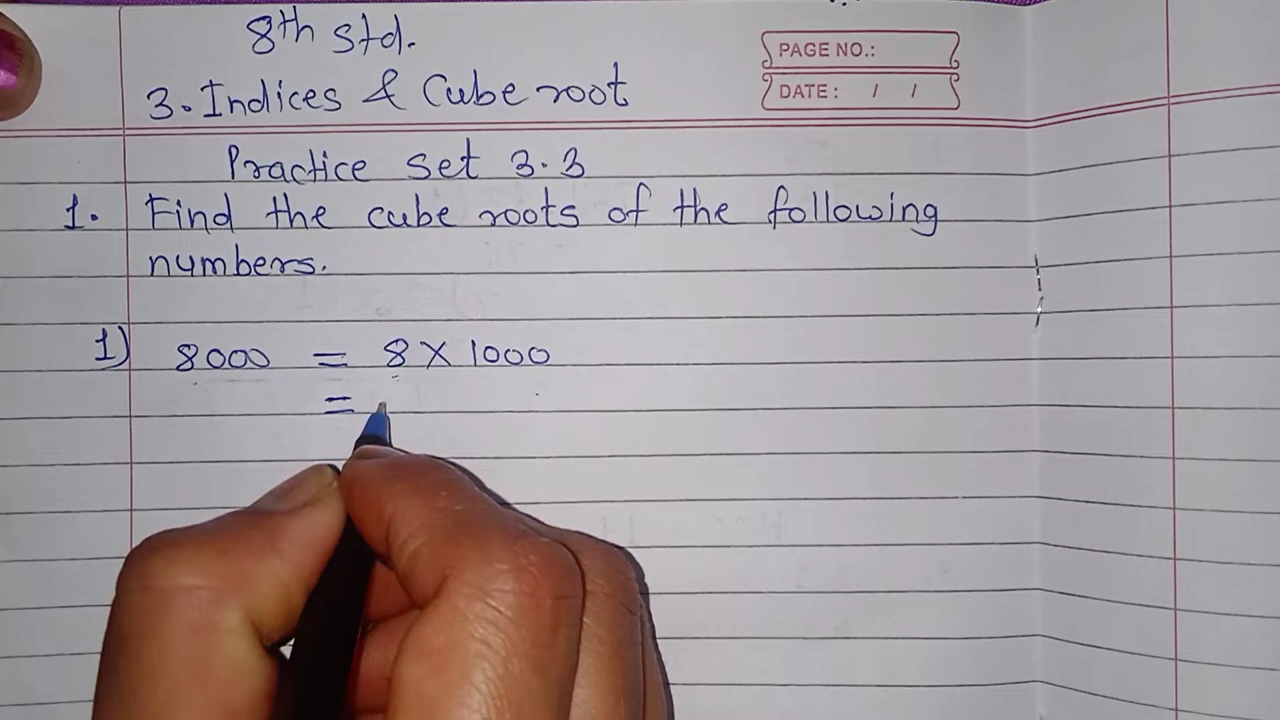 8th std.
PAGE NO.:
3. Indices & Cube root
DATE: / /
Practice set 3.3
1. Find the cube roots of the following
numbers.
1) 8000 = 8 X 1000
=